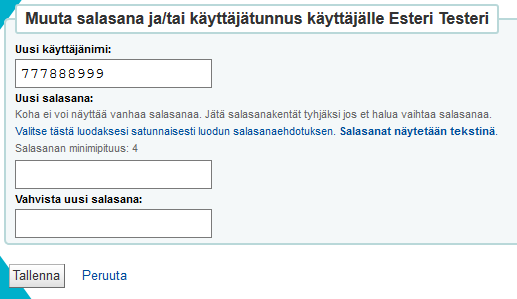 Muuta salasana ja/tai käyttäjätunnus käyttäjälle Esteri Testeri
Uusi käyttäjänimi:
777888999
Uusi salasana:
Koha ei voi näyttää vanhaa salasanaa. Jätä salasanakentät tyhjäksi jos et halua vaihtaa salasanaa.
Valitse tästä luodaksesi satunnaisesti luodun salasanaehdotuksen. Salasanat näytetään tekstinä.
Salasanan minimipituus: 4
Vahvista uusi salasana:
Tallenna Peruuta